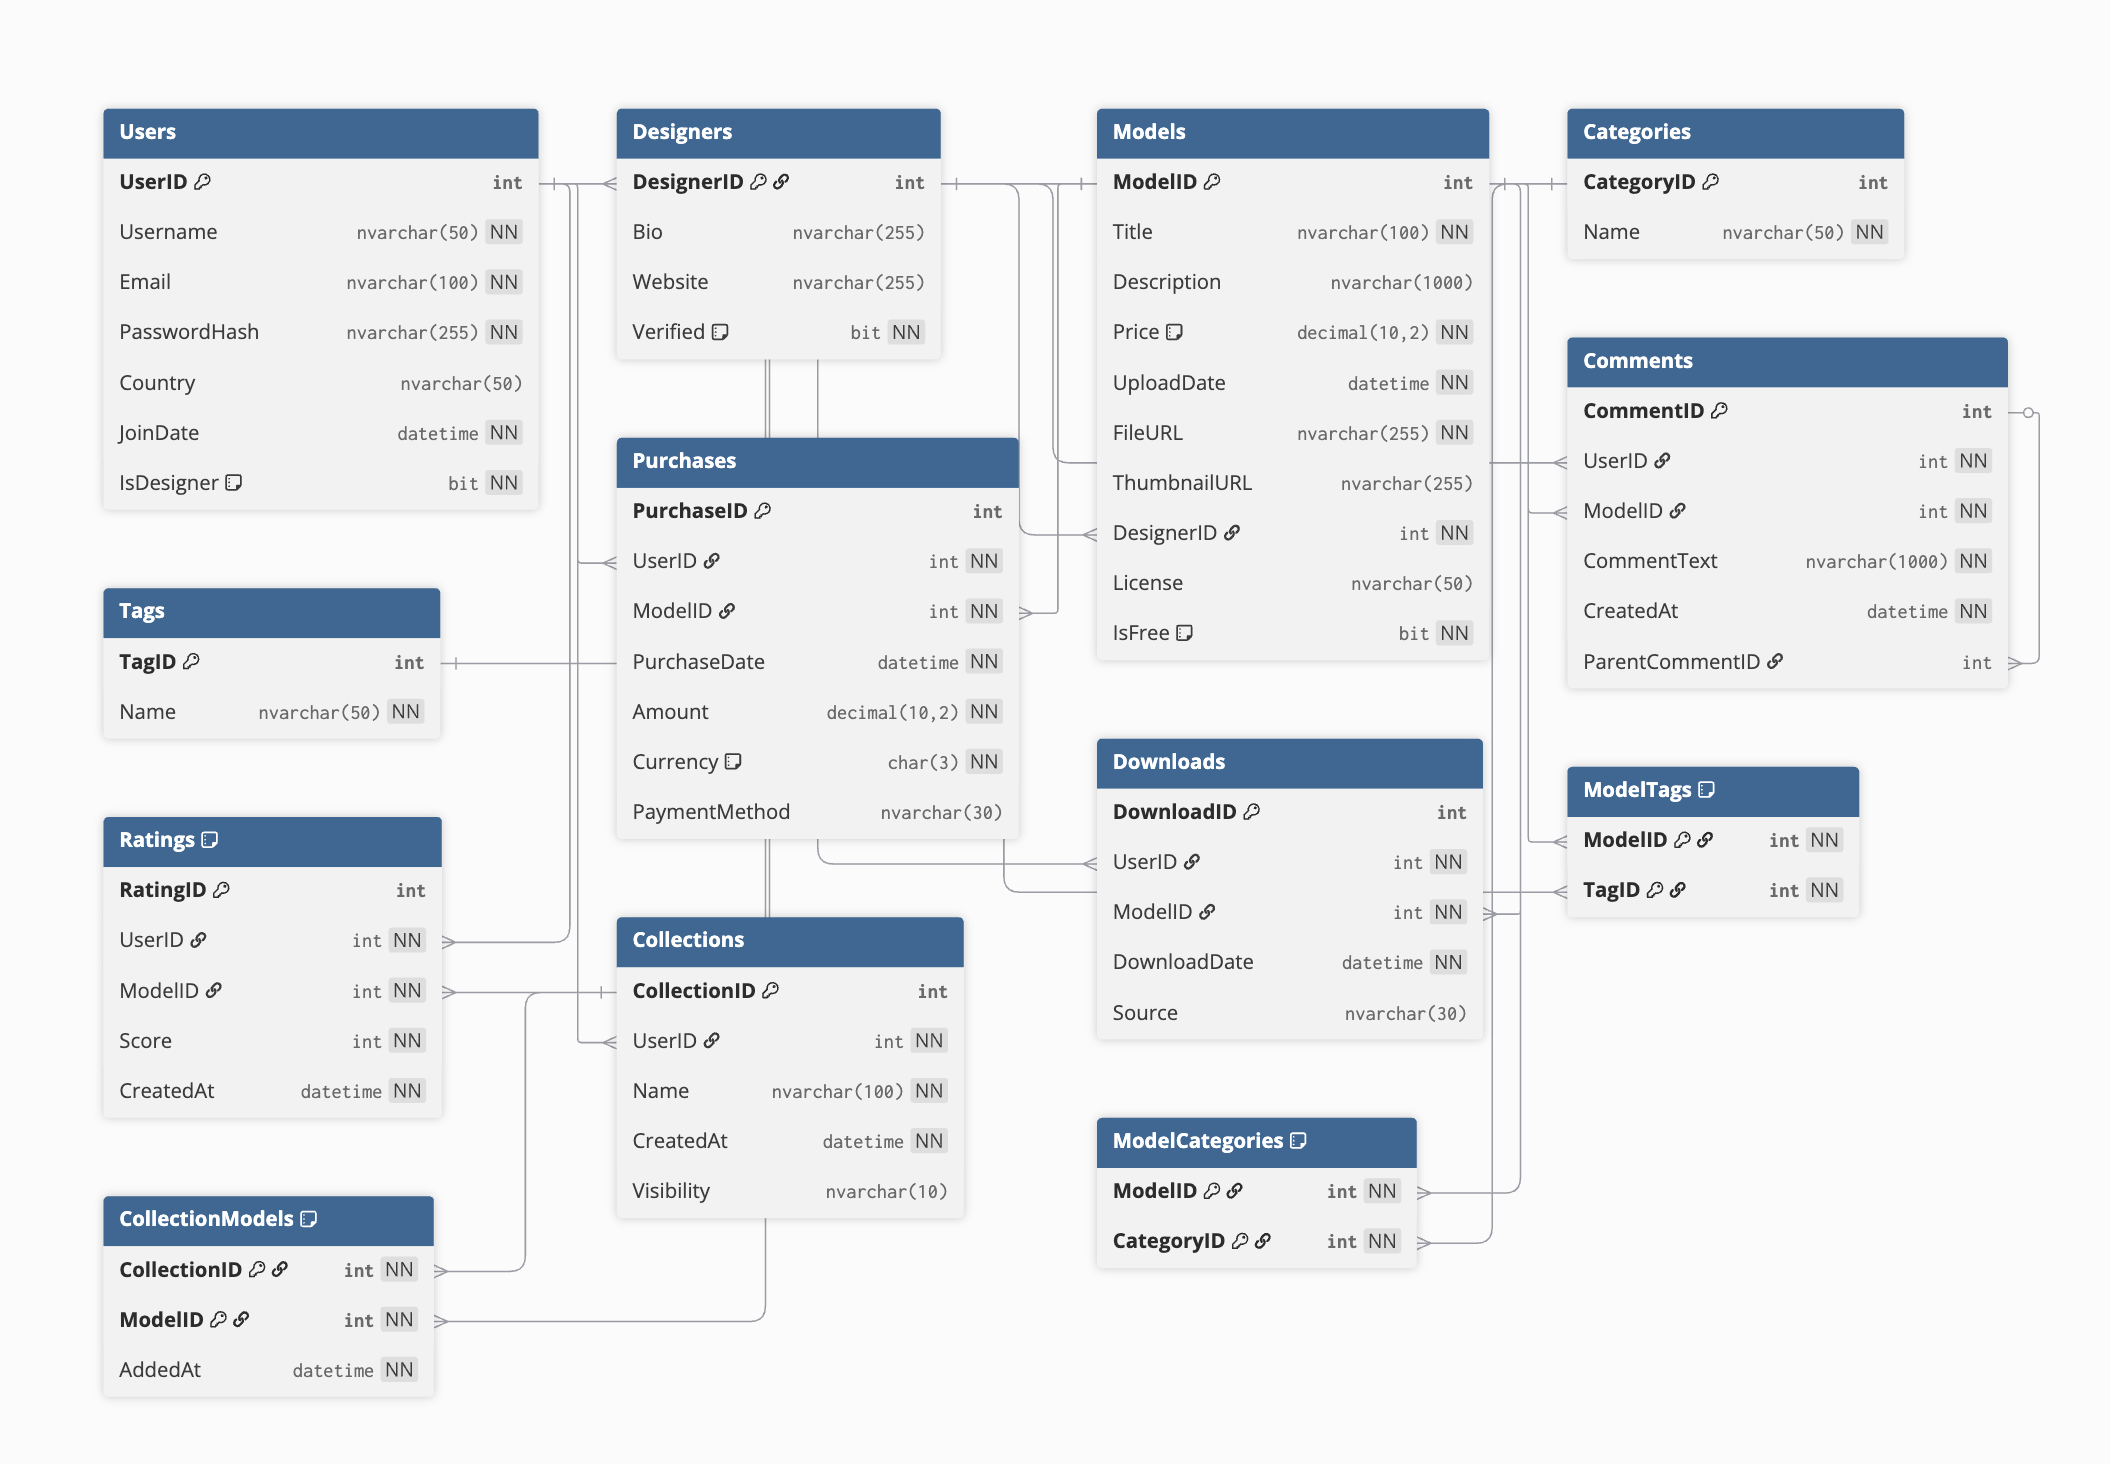 Users
UserID int
Username nvarchar(50) NN
Email nvarchar(100) NN
PasswordHash nvarchar(255) NN
Country nvarchar(50)
JoinDate datetime NN
IsDesigner bit NN
Designers
DesignerID int
Bio nvarchar(255)
Website nvarchar(255)
Verified bit NN
Models
ModelID int
Title nvarchar(100) NN
Description nvarchar(1000)
Price decimal(10,2) NN
UploadDate datetime NN
FileURL nvarchar(255) NN
ThumbnailURL nvarchar(255)
DesignerID int NN
License nvarchar(50)
IsFree bit NN
Categories
CategoryID int
Name nvarchar(50) NN
Comments
CommentID int
UserID int NN
ModelID int NN
CommentText nvarchar(1000) NN
CreatedAt datetime NN
ParentCommentID int
Purchases
PurchaseID int
UserID int NN
ModelID int NN
PurchaseDate datetime NN
Amount decimal(10,2) NN
Currency char(3) NN
PaymentMethod nvarchar(30)
Tags
TagID int
Name nvarchar(50) NN
Downloads
DownloadID int
UserID int NN
ModelID int NN
DownloadDate datetime NN
Source nvarchar(30)
ModelTags
ModelID int NN
TagID int NN
Ratings
RatingID int
UserID int NN
ModelID int NN
Score int NN
CreatedAt datetime NN
Collections
CollectionID int
UserID int NN
Name nvarchar(100) NN
CreatedAt datetime NN
Visibility nvarchar(10)
ModelCategories
ModelID int NN
CategoryID int NN
CollectionModels
CollectionID int NN
ModelID int NN
AddedAt datetime NN